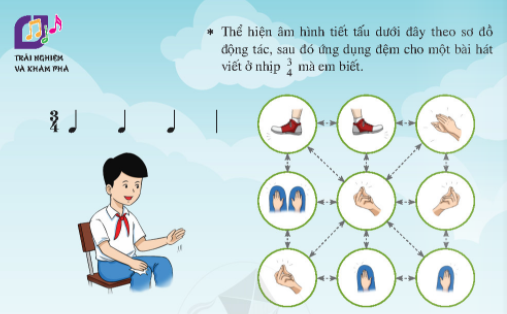 TRẢI NGHIỆM
VÀ KHÁM PHÁ
* Thể hiện âm hình tiết tấu dưới đây theo sơ đồ
động tác, sau đó ứng dụng đệm cho một bài hát
viết ở nhịp 3/4 mà em biết.
3/4